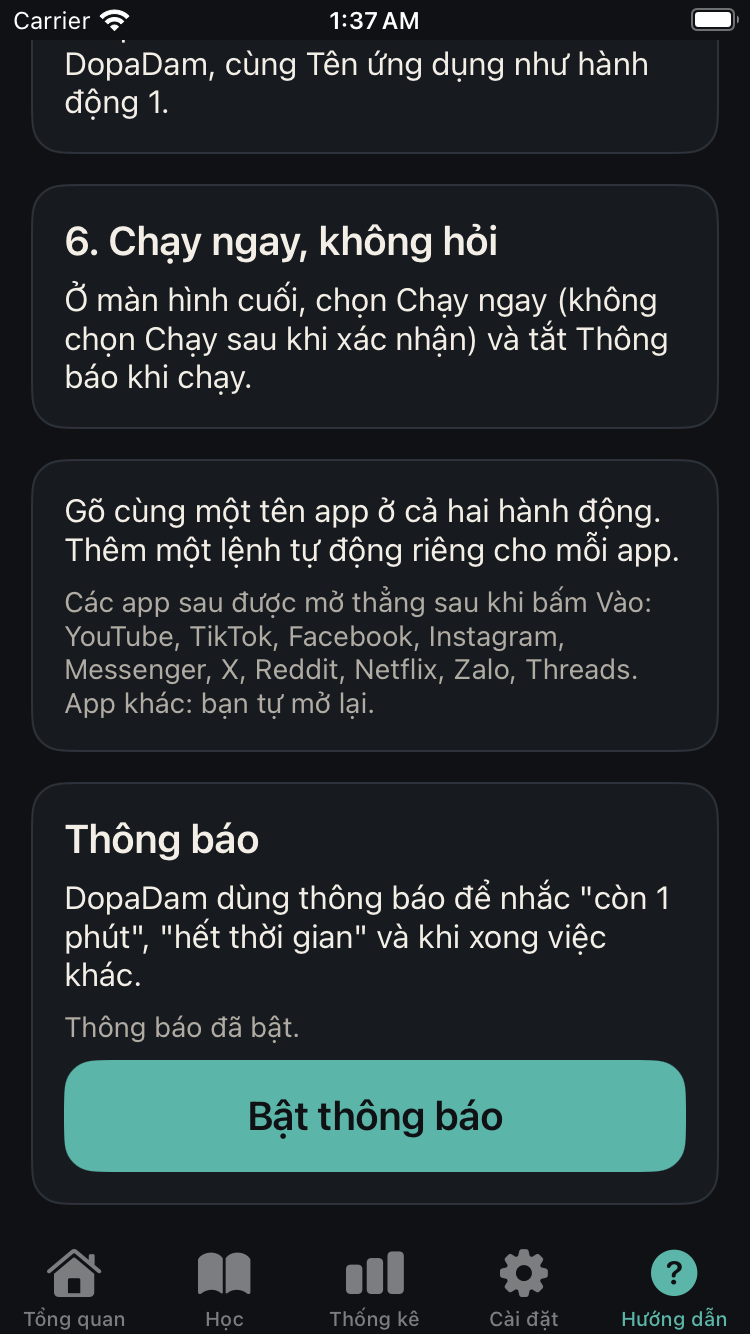 Carrier
1:37 AM
DopaDam, cùng Tên ứng dụng như hành
động 1.
6. Chạy ngay, không hỏi
Ở màn hình cuối, chọn Chạy ngay (không
chọn Chạy sau khi xác nhận) và tắt Thông
báo khi chạy.
Gõ cùng một tên app ở cả hai hành động.
Thêm một lệnh tự động riêng cho mỗi app.
Các app sau được mở thẳng sau khi bấm Vào:
YouTube, TikTok, Facebook, Instagram,
Messenger, X, Reddit, Netflix, Zalo, Threads.
App khác: bạn tự mở lại.
Thông báo
DopaDam dùng thông báo để nhắc "còn 1
phút", "hết thời gian" và khi xong việc
khác.
Thông báo đã bật.
Bật thông báo
Tổng quan
Học
Thống kê
Cài đặt
?
Hướng dẫn